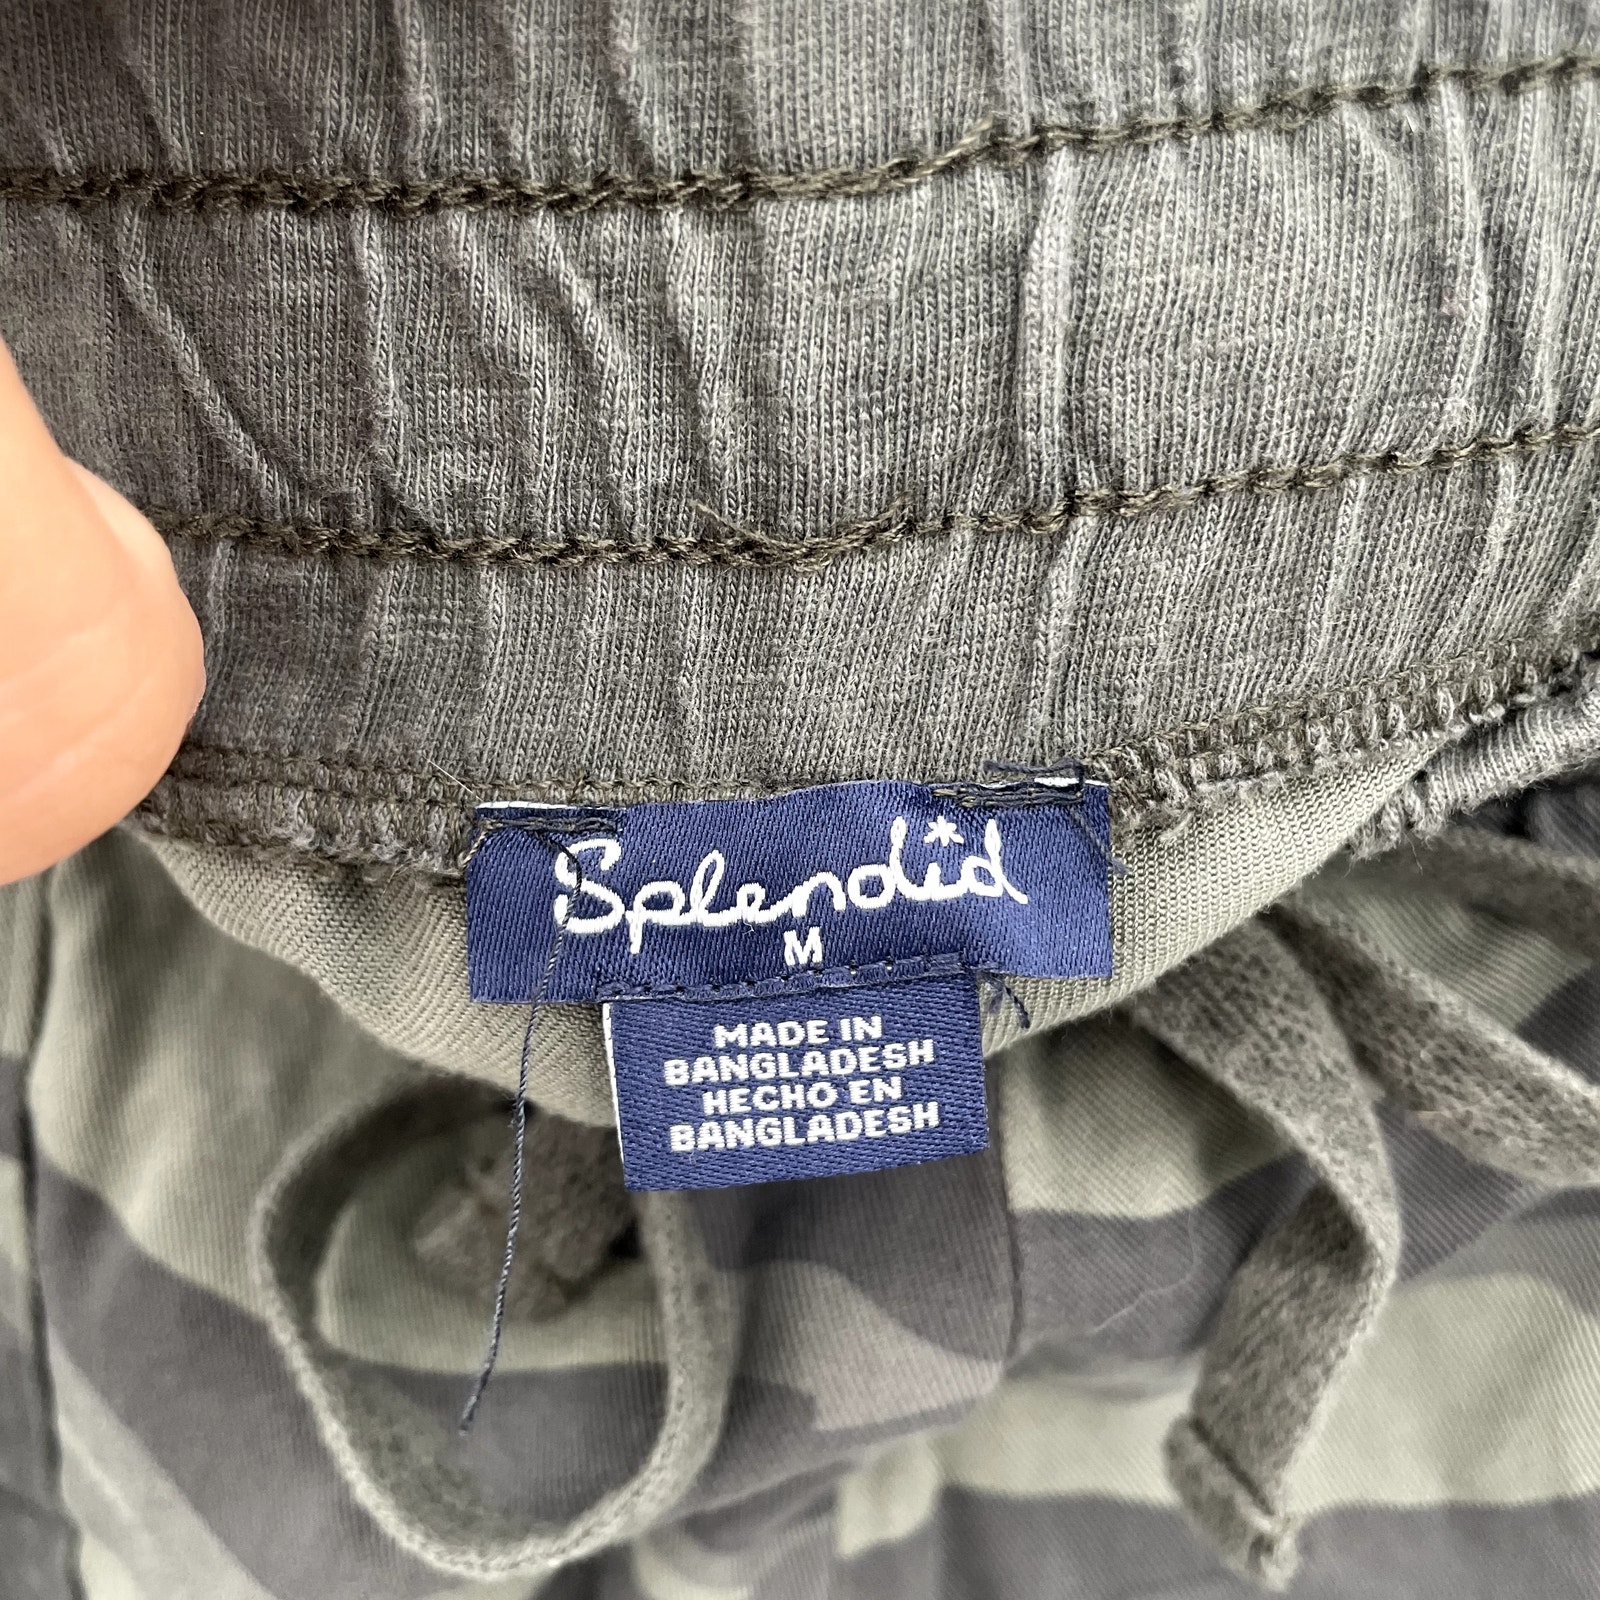 Splendid
M
MADE IN
BANGLADESH
HECHO EN
BANGLADESH